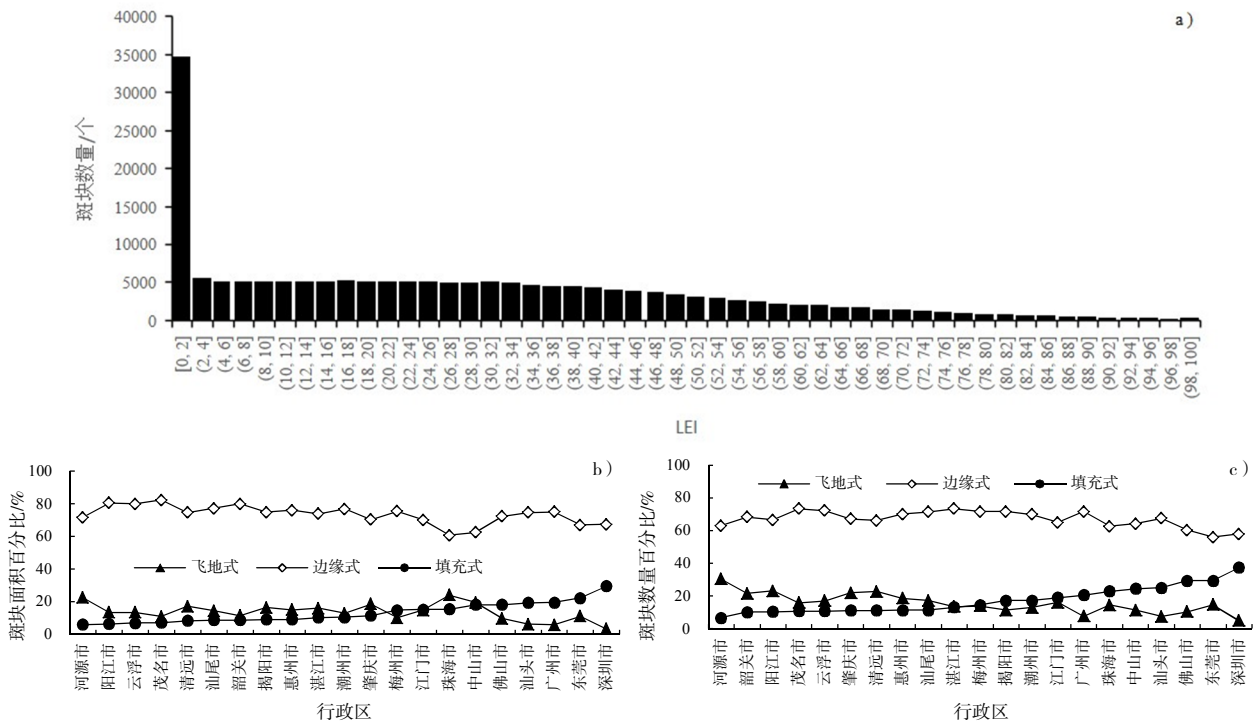 a）
40000
35000
30000
25000
20000
15000
10000
5000
0
斑块数量/个
[0, 2]
(2, 4]
(4, 6]
(6, 8]
(8, 10]
(10, 12]
(12, 14]
(14, 16]
(16, 18]
(18, 20]
(20, 22]
(22, 24]
(24, 26]
(26, 28]
(28, 30]
(30, 32]
(32, 34]
(34, 36]
(36, 38]
(38, 40]
(40, 42]
(42, 44]
(44, 46]
(46, 48]
(48, 50]
(50, 52]
(52, 54]
(54, 56]
(56, 58]
(58, 60]
(60, 62]
(62, 64]
(64, 66]
(66, 68]
(68, 70]
(70, 72]
(72, 74]
(74, 76]
(76, 78]
(78, 80]
(80, 82]
(82, 84]
(84, 86]
(86, 88]
(88, 90]
(90, 92]
(92, 94]
(94, 96]
(96, 98]
(98, 100]
LEI
b）
100
80
60
40
20
0
斑块面积百分比/%
飞地式 边缘式 填充式
河源市
阳江市
云浮市
茂名市
清远市
汕尾市
韶关市
揭阳市
惠州市
湛江市
潮州市
肇庆市
梅州市
江门市
珠海市
中山市
佛山市
汕头市
广州市
东莞市
深圳市
行政区
c）
100
80
60
40
20
0
斑块数量百分比/%
飞地式 边缘式 填充式
河源市
韶关市
阳江市
茂名市
云浮市
肇庆市
清远市
惠州市
汕尾市
湛江市
梅州市
揭阳市
潮州市
江门市
广州市
珠海市
中山市
汕头市
佛山市
东莞市
深圳市
行政区